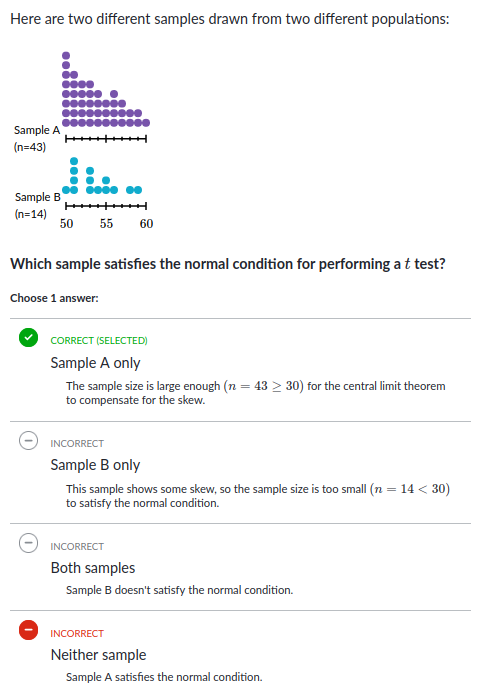 Here are two different samples drawn from two different populations:
Sample A
(n=43)
Sample B
(n=14)
50 55 60
Which sample satisfies the normal condition for performing a t test?
Choose 1 answer:
CORRECT (SELECTED)
Sample A only
The sample size is large enough (n = 43 ≥ 30) for the central limit theorem
to compensate for the skew.
INCORRECT
Sample B only
This sample shows some skew, so the sample size is too small (n = 14 < 30)
to satisfy the normal condition.
INCORRECT
Both samples
Sample B doesn't satisfy the normal condition.
INCORRECT
Neither sample
Sample A satisfies the normal condition.